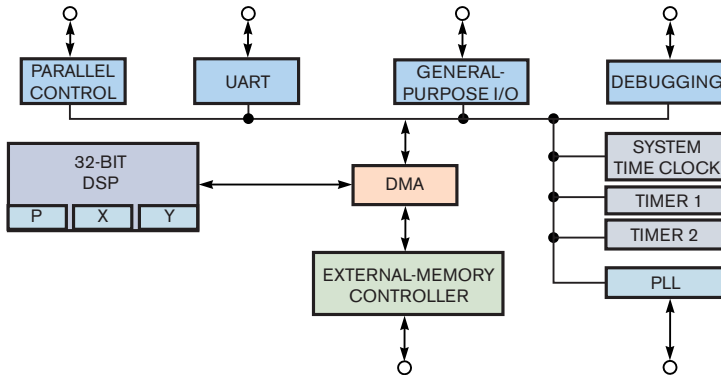 PARALLEL
CONTROL
UART
GENERAL-
PURPOSE I/O
DEBUGGING
32-BIT
DSP
P
X
Y
DMA
SYSTEM
TIME CLOCK
TIMER 1
TIMER 2
EXTERNAL-MEMORY
CONTROLLER
PLL